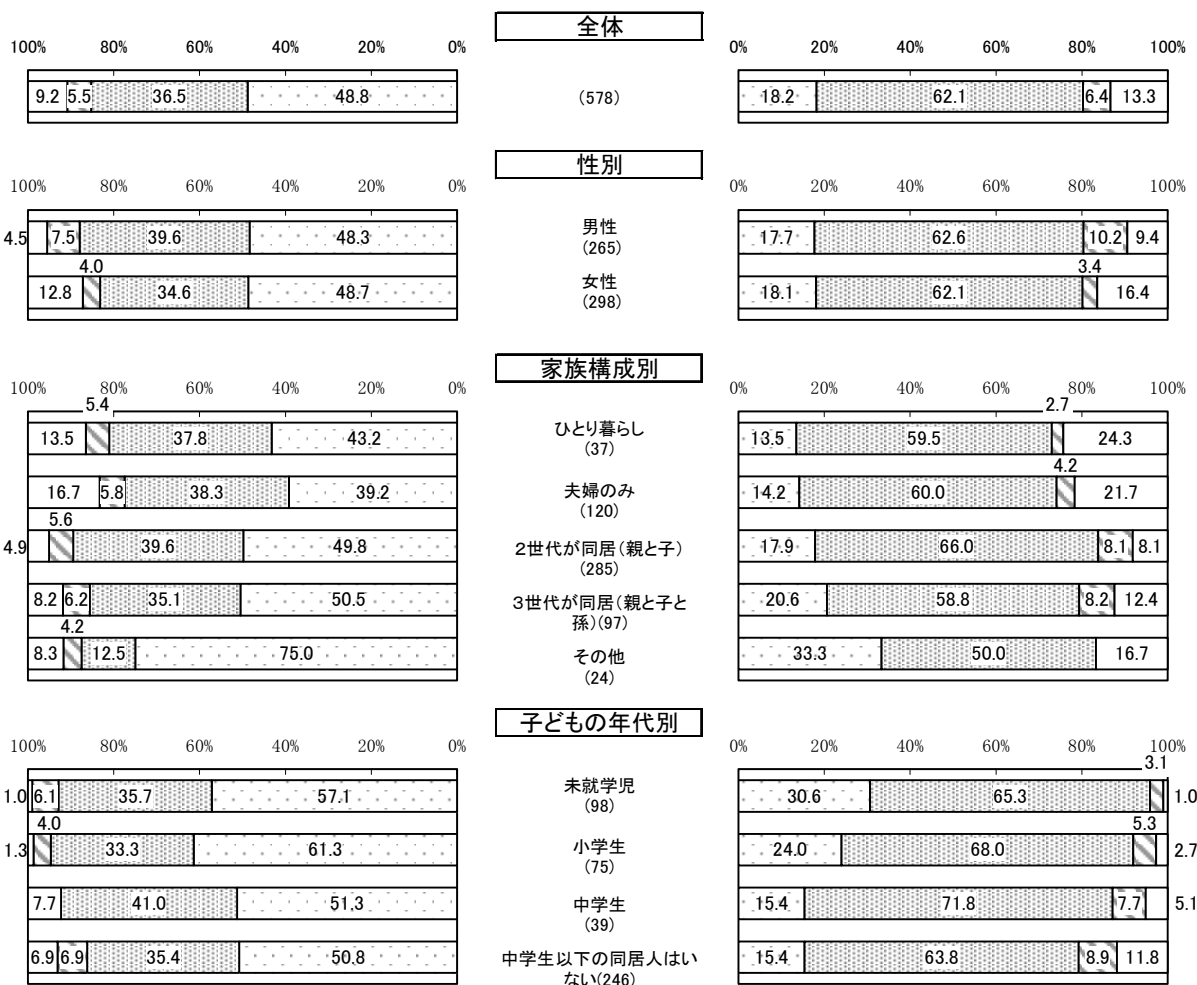 全体
100% 80% 60% 40% 20% 0% 0% 20% 40% 60% 80% 100%
9.2 5.5 36.5 48.8 (578) 18.2 62.1 6.4 13.3
性別
100% 80% 60% 40% 20% 0% 0% 20% 40% 60% 80% 100%
4.5 7.5 39.6 48.3 男性 17.7 62.6 10.2 9.4
(265)
4.0 3.4
12.8 34.6 48.7 女性 18.1 62.1 16.4
(298)
家族構成別
100% 80% 60% 40% 20% 0% 0% 20% 40% 60% 80% 100%
5.4 2.7
13.5 37.8 43.2 ひとり暮らし 13.5 59.5 24.3
(37)
4.2
16.7 5.8 38.3 39.2 夫婦のみ 14.2 60.0 21.7
(120)
5.6
4.9 39.6 49.8 2世代が同居(親と子) 17.9 66.0 8.1 8.1
(285)
8.2 6.2 35.1 50.5 3世代が同居(親と子と 20.6 58.8 8.2 12.4
孫)(97)
4.2
8.3 12.5 75.0 その他 33.3 50.0 16.7
(24)
子どもの年代別
100% 80% 60% 40% 20% 0% 0% 20% 40% 60% 80% 100%
3.1
1.0 6.1 35.7 57.1 未就学児 30.6 65.3 1.0
(98)
4.0 5.3
1.3 33.3 61.3 小学生 24.0 68.0 2.7
(75)
7.7 41.0 51.3 中学生 15.4 71.8 7.7 5.1
(39)
6.9 6.9 35.4 50.8 中学生以下の同居人はい 15.4 63.8 8.9 11.8
ない(246)